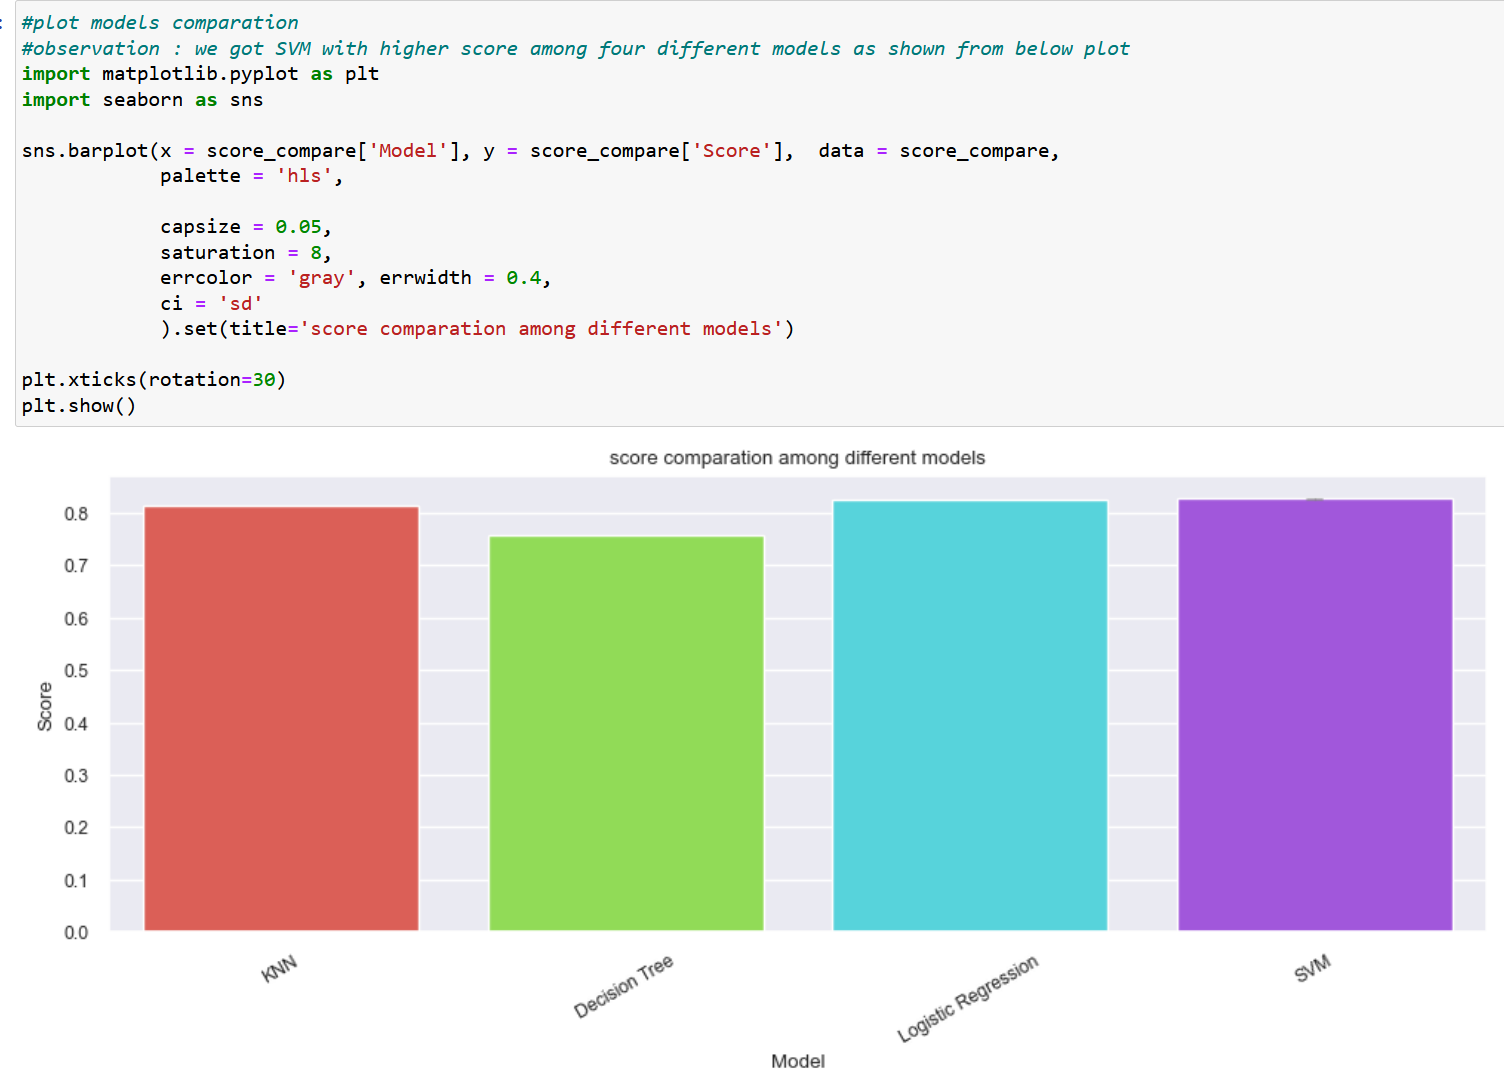 :
#plot models comparation
#observation : we got SVM with higher score among four different models as shown from below plot
import matplotlib.pyplot as plt
import seaborn as sns
sns.barplot(x = score_compare['Model'], y = score_compare['Score'],  data = score_compare,
            palette = 'hls',
            capsize = 0.05,
            saturation = 8,
            errcolor = 'gray', errwidth = 0.4,
            ci = 'sd'
            ).set(title='score comparation among different models')
plt.xticks(rotation=30)
plt.show()
score comparation among different models
0.8
0.7
0.6
0.5
0.4
0.3
0.2
0.1
0.0
Score
KNN
Decision Tree
Logistic Regression
SVM
Model